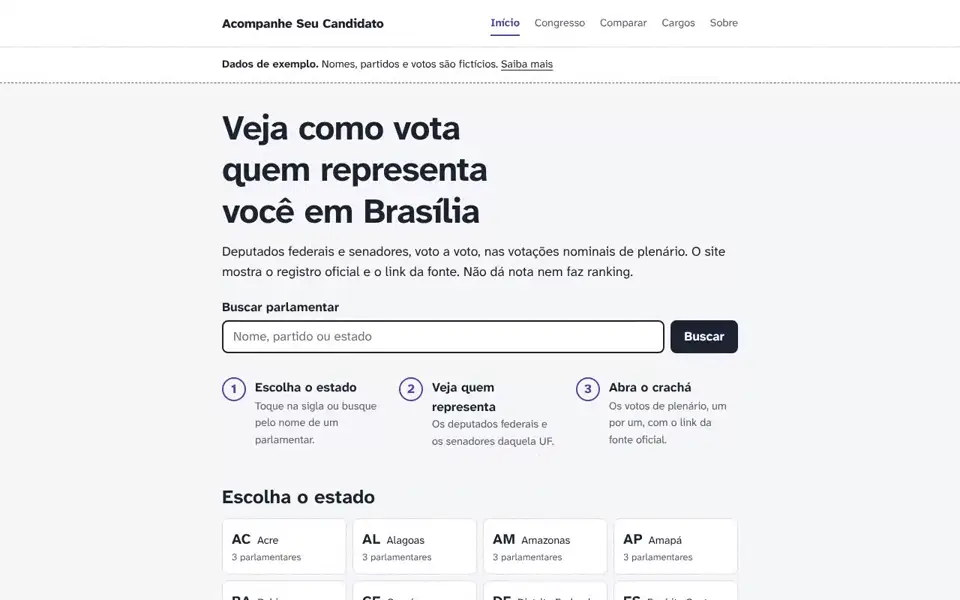 Acompanhe Seu Candidato
Início Congresso Comparar Cargos Sobre
Dados de exemplo. Nomes, partidos e votos são fictícios. Saiba mais
Veja como vota
quem representa
você em Brasília
Deputados federais e senadores, voto a voto, nas votações nominais de plenário. O site
mostra o registro oficial e o link da fonte. Não dá nota nem faz ranking.
Buscar parlamentar
Nome, partido ou estado
Buscar
1 Escolha o estado
Toque na sigla ou busque
pelo nome de um
parlamentar.
2 Veja quem
representa
Os deputados federais e
os senadores daquela UF.
3 Abra o crachá
Os votos de plenário, um
por um, com o link da
fonte oficial.
Escolha o estado
AC Acre
3 parlamentares
AL Alagoas
3 parlamentares
AM Amazonas
3 parlamentares
AP Amapá
3 parlamentares